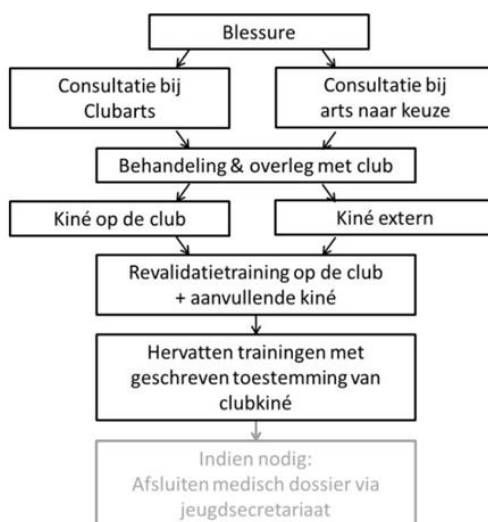 Blessure
Consultatie bij
Clubarts
Consultatie bij
arts naar keuze
Behandeling & overleg met club
Kiné op de club
Kiné extern
Revalidatietraining op de club
+ aanvullende kiné
Hervatten trainingen met
geschreven toestemming van
clubkiné
Indien nodig:
Afsluiten medisch dossier via
jeugdsecretariaat